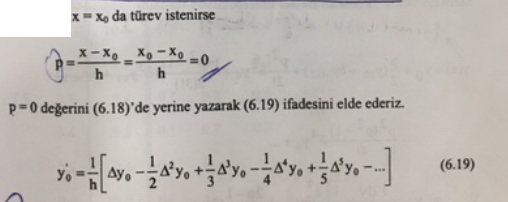 x = x₀ da türev istenirse
p = (x - x₀)/h = (x₀ - x₀)/h = 0
p = 0 değerini (6.18)'de yerine yazarak (6.19) ifadesini elde ederiz.
y₀' = 1/h [Δy₀ - 1/2 Δ²y₀ + 1/3 Δ³y₀ - 1/4 Δ⁴y₀ + 1/5 Δ⁵y₀ - ...] (6.19)